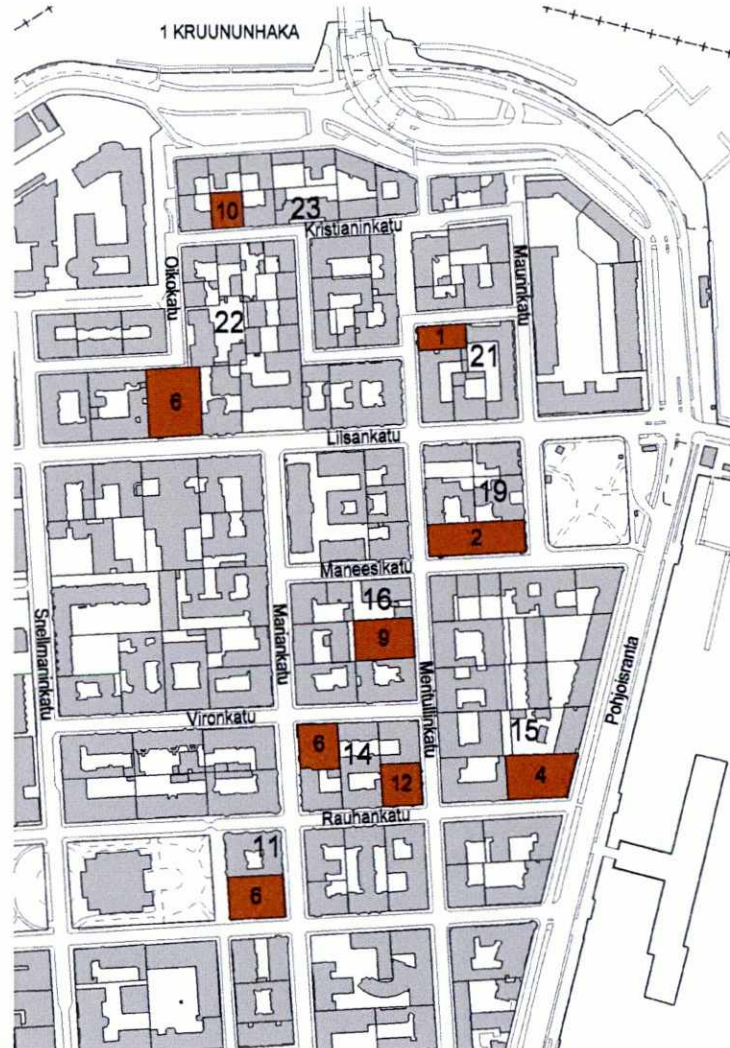 1 KRUUNUNHAKA
10
23
Kristianinkatu
Oikokatu
Maurinkatu
22
1
21
6
Liisankatu
19
2
Maneesikatu
16
9
Snellmaninkatu
Mariankatu
Meritullinkatu
Pohjoisranta
Vironkatu
15
6
14
4
12
Rauhankatu
11
6